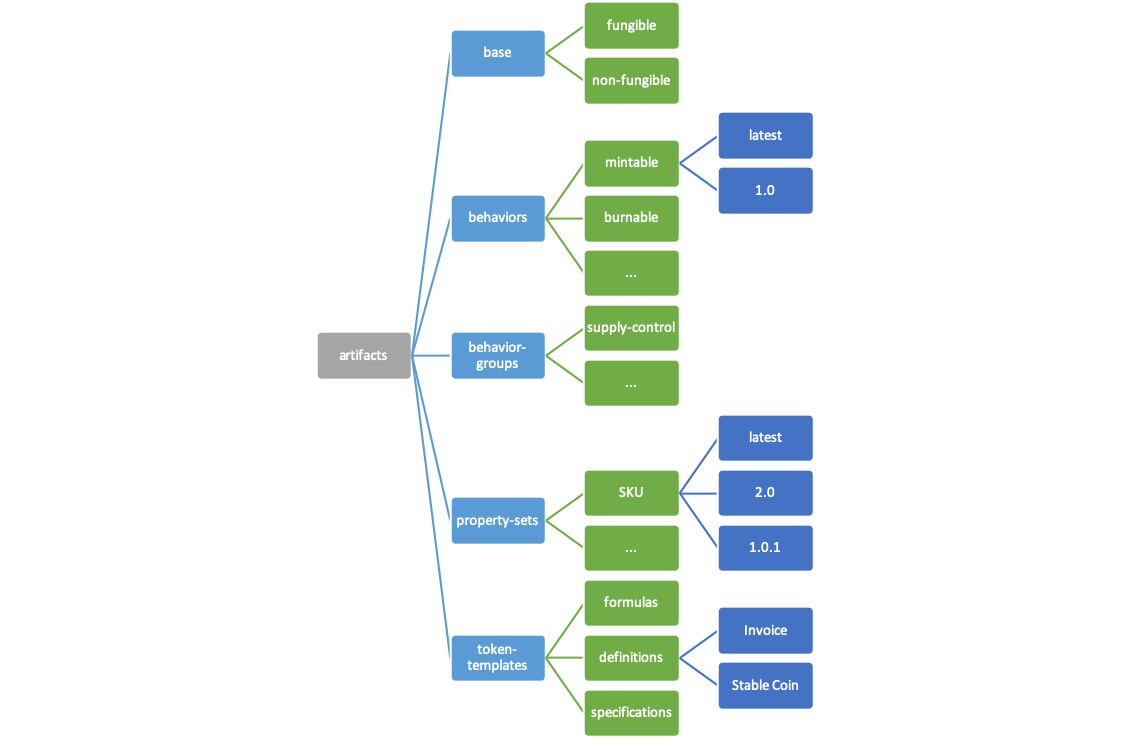 artifacts
base
fungible
non-fungible
behaviors
mintable
latest
1.0
burnable
...
behavior-
groups
supply-control
...
property-sets
SKU
latest
2.0
1.0.1
...
token-
templates
formulas
definitions
Invoice
Stable Coin
specifications